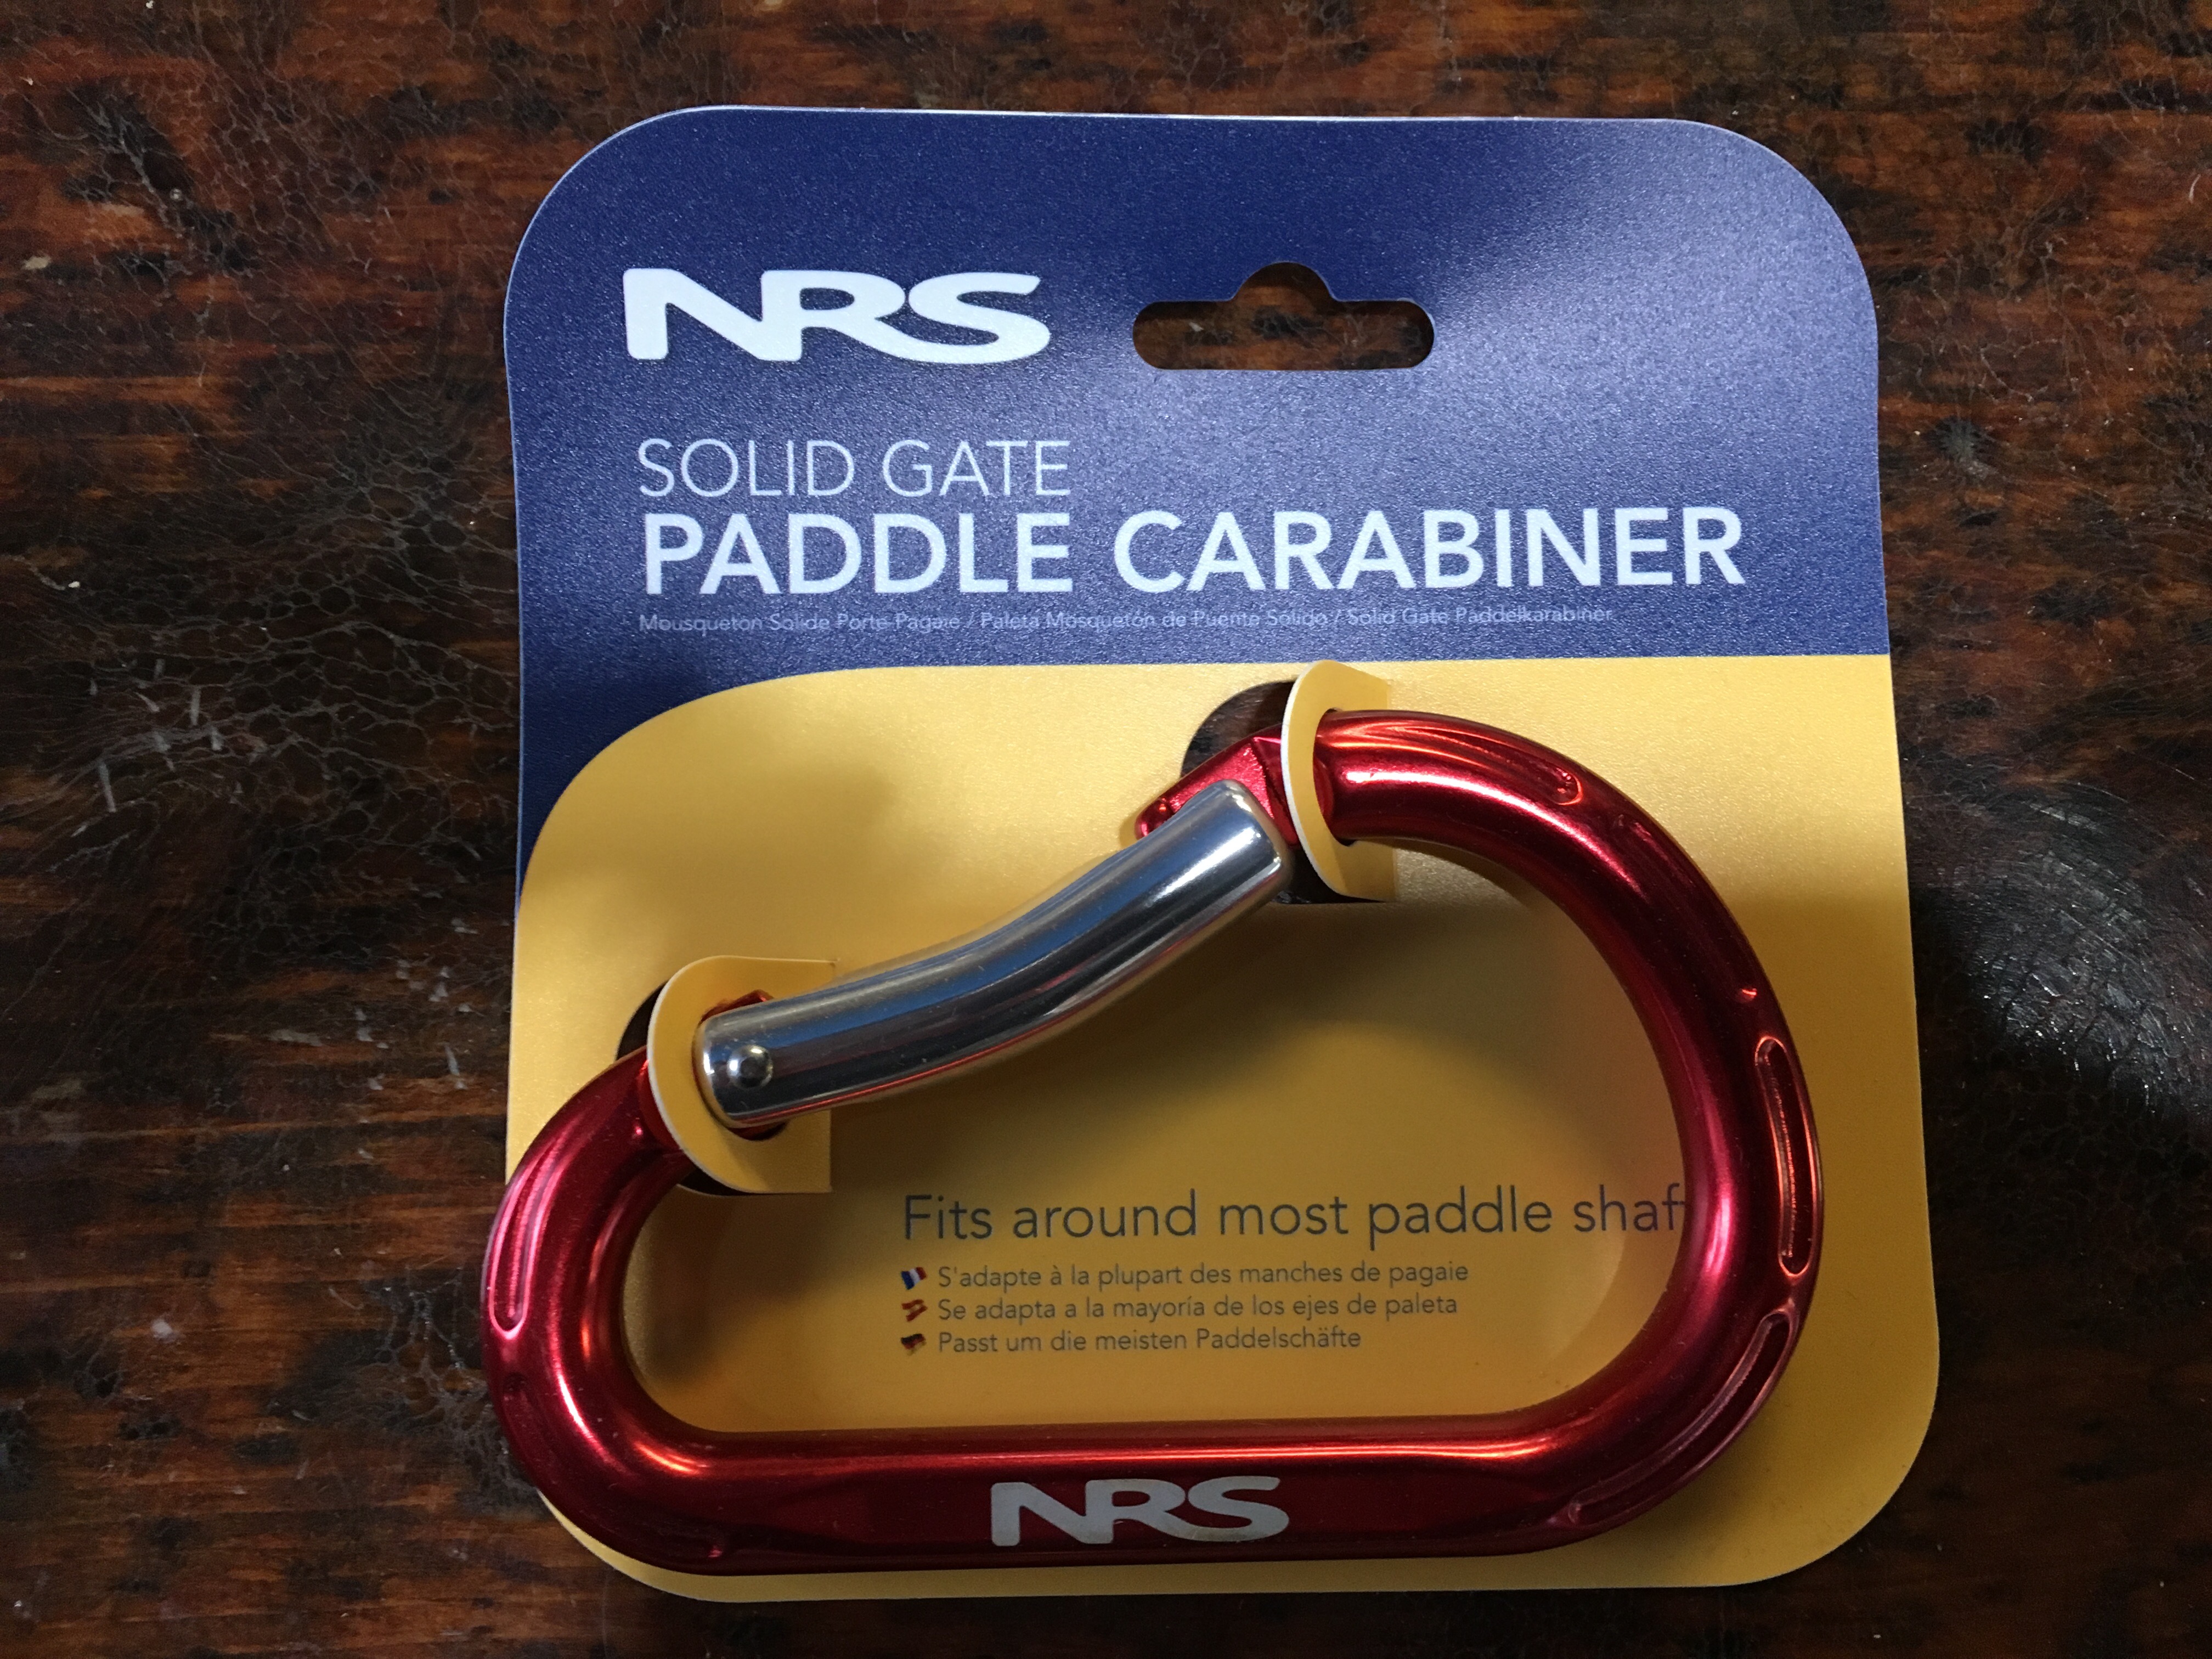 NRS
SOLID GATE
PADDLE CARABINER
Mousqueton Solide Porte-Pagaie / Paleta Mosquetón de Puente Sólido / Solid Gate Paddelkarabiner
Fits around most paddle shaf
S'adapte à la plupart des manches de pagaie
Se adapta a la mayoría de los ejes de paleta
Passt um die meisten Paddelschäfte
NRS